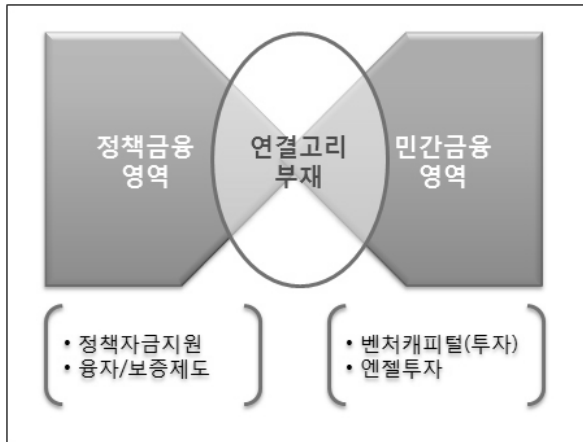 정책금융
영역
연결고리
부재
민간금융
영역
• 정책자금지원
• 융자/보증제도
• 벤처캐피털(투자)
• 엔젤투자